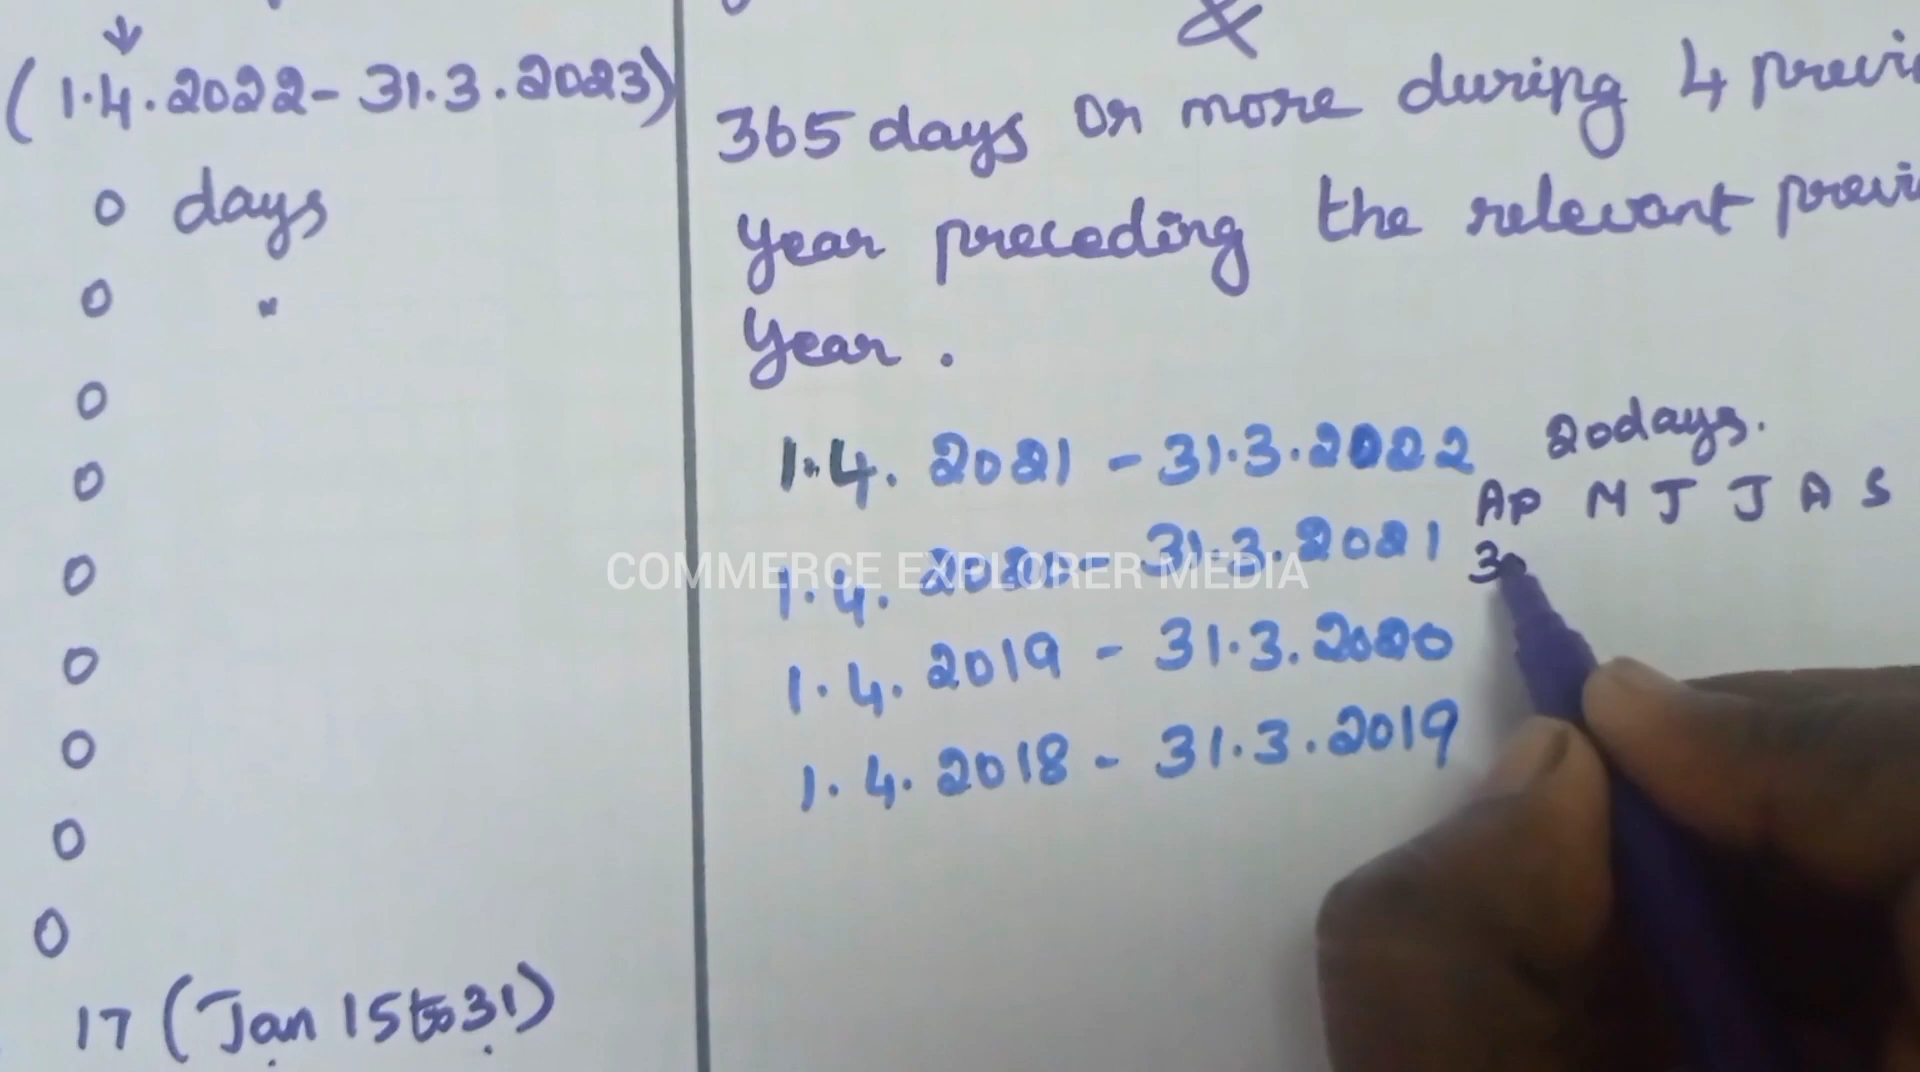 (1.4.2022- 31.3.2023)
0 days
0 "
0
0
0
0
0
0
0
17 (Jan 15 to 31)
&
365 days or more during 4 previ
Year preceding the relevant previ
Year.
1.4. 2021 - 31.3.2022 20days.
Ap M J J A S
1.4. 2020- 31.3.2021 30
1.4. 2019 - 31.3.2020
1.4. 2018 - 31.3.2019
COMMERCE EXPLORER MEDIA